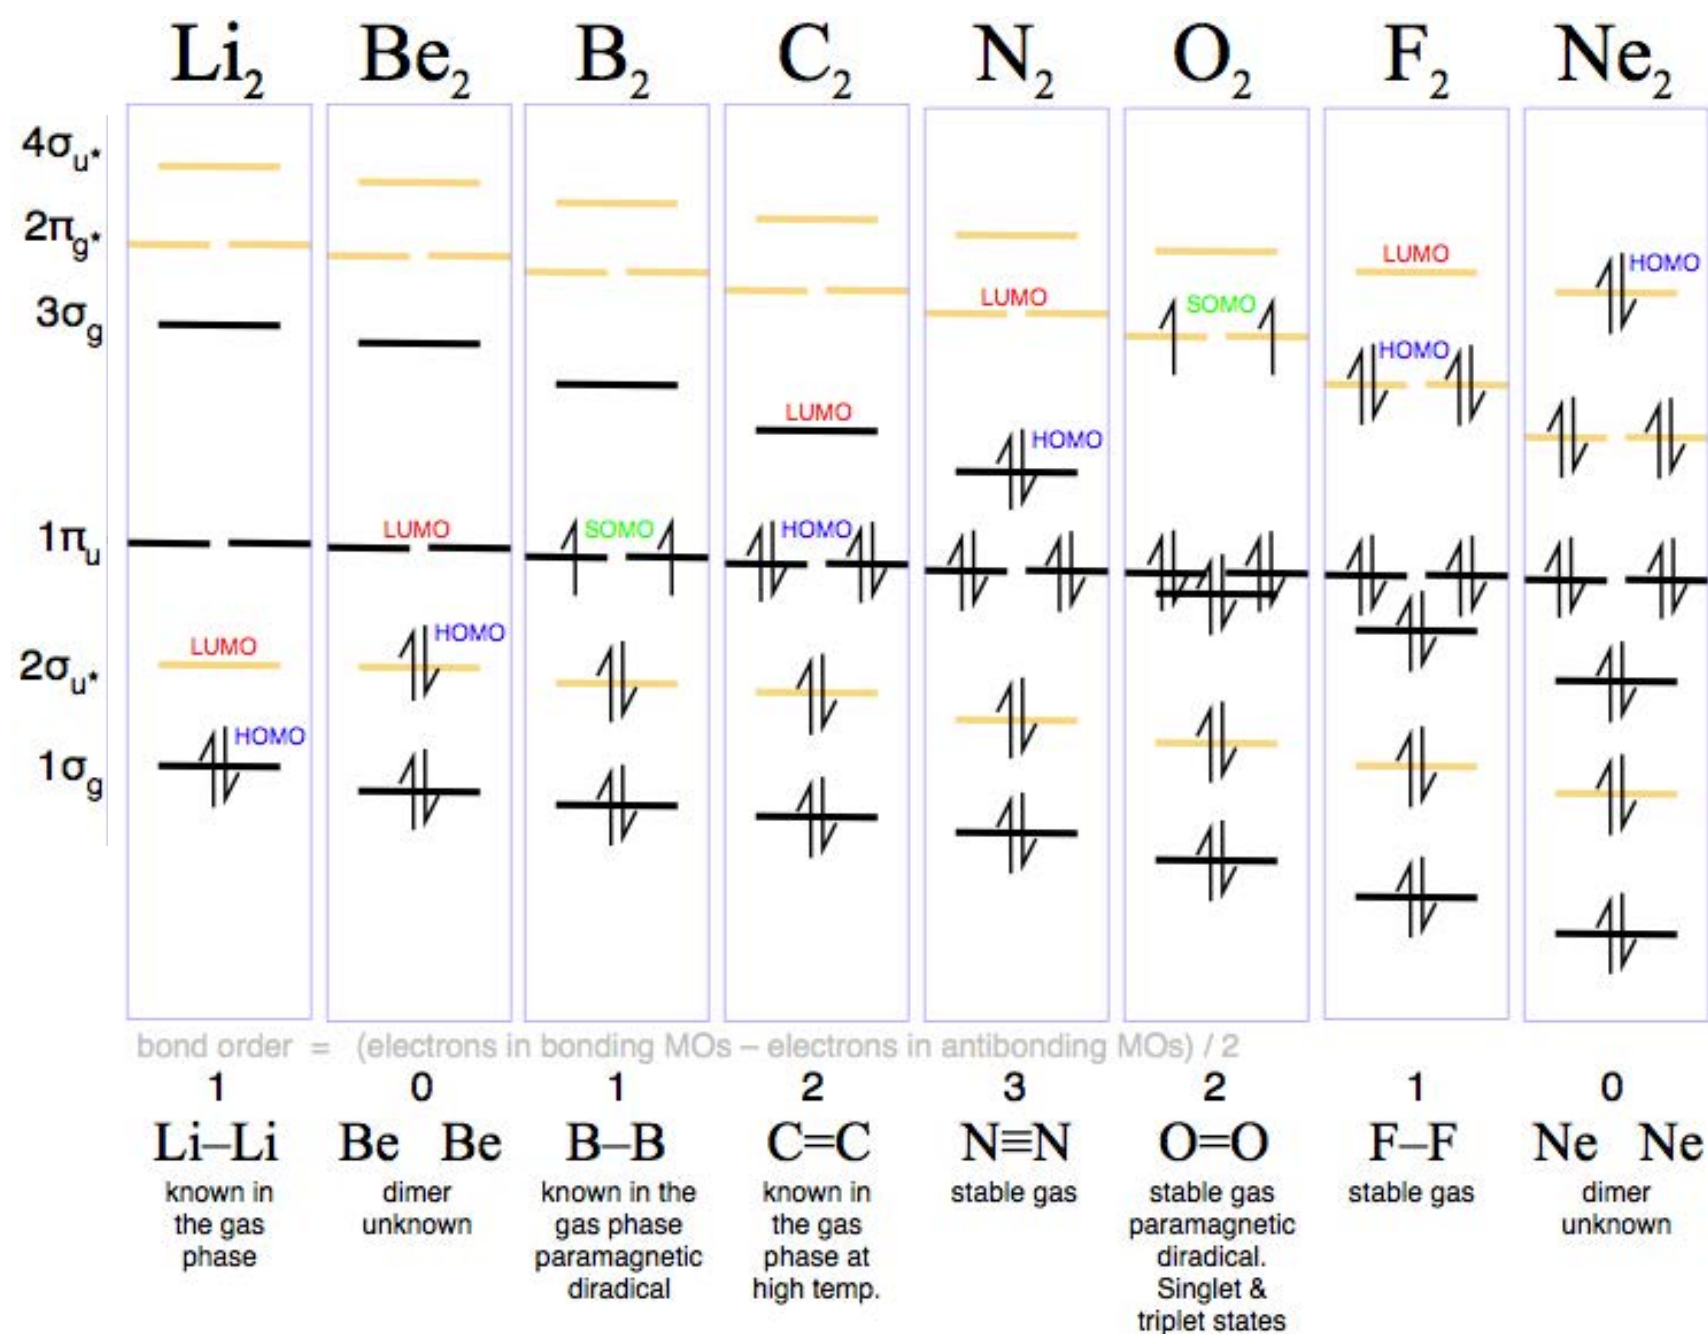 Li₂ Be₂ B₂ C₂ N₂ O₂ F₂ Ne₂
4σu*
2πg*
3σg
1πu
2σu*
1σg
LUMO
HOMO
LUMO
HOMO
SOMO
LUMO
HOMO
LUMO
HOMO
SOMO
LUMO
HOMO
HOMO
bond order = (electrons in bonding MOs – electrons in antibonding MOs) / 2
1 0 1 2 3 2 1 0
Li–Li Be Be B–B C=C N≡N O=O F–F Ne Ne
known in
the gas
phase
dimer
unknown
known in the
gas phase
paramagnetic
diradical
known in
the gas
phase at
high temp.
stable gas
stable gas
paramagnetic
diradical.
Singlet &
triplet states
stable gas
dimer
unknown